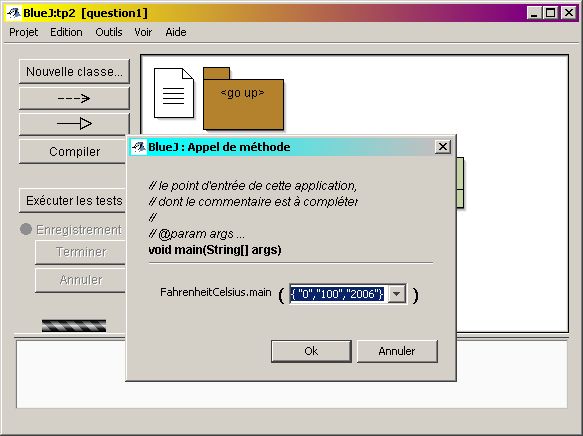 BlueJ:tp2 [question1]
Projet Edition Outils Voir Aide
Nouvelle classe...
<go up>
Compiler
Exécuter les tests
Enregistrement
Terminer
Annuler
BlueJ : Appel de méthode
// le point d'entrée de cette application,
// dont le commentaire est à compléter
//
// @param args ...
void main(String[] args)
FahrenheitCelsius.main ( { "0","100","2006"} )
Ok Annuler